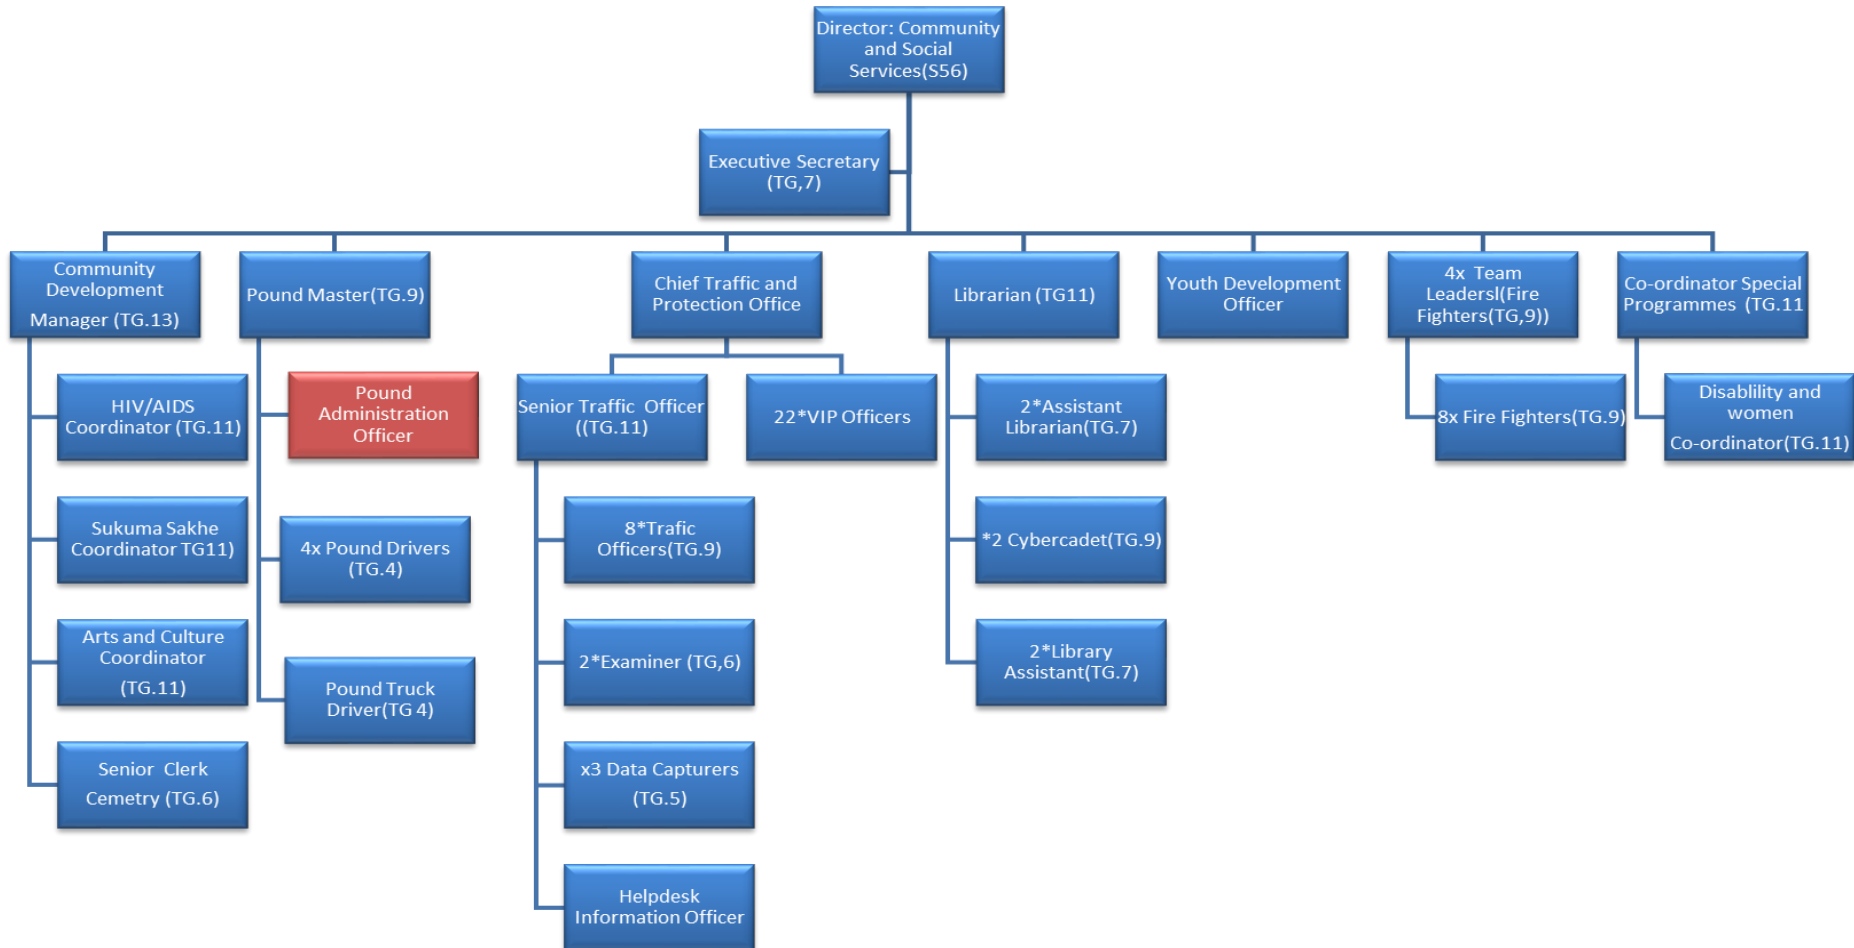 Director: Community
and Social
Services(S56)
Executive Secretary
(TG,7)
Community
Development
Manager (TG.13)
Pound Master(TG.9)
Chief Traffic and
Protection Office
Librarian (TG11)
Youth Development
Officer
4x Team
Leadersl(Fire
Fighters(TG,9))
Co-ordinator Special
Programmes (TG.11
HIV/AIDS
Coordinator (TG.11)
Sukuma Sakhe
Coordinator TG11)
Arts and Culture
Coordinator
(TG.11)
Senior Clerk
Cemetry (TG.6)
Pound
Administration
Officer
4x Pound Drivers
(TG.4)
Pound Truck
Driver(TG 4)
Senior Traffic Officer
((TG.11)
22*VIP Officers
8*Trafic
Officers(TG.9)
2*Examiner (TG,6)
x3 Data Capturers
(TG.5)
Helpdesk
Information Officer
2*Assistant
Librarian(TG.7)
*2 Cybercadet(TG.9)
2*Library
Assistant(TG.7)
8x Fire Fighters(TG.9)
Disablility and
women
Co-ordinator(TG.11)